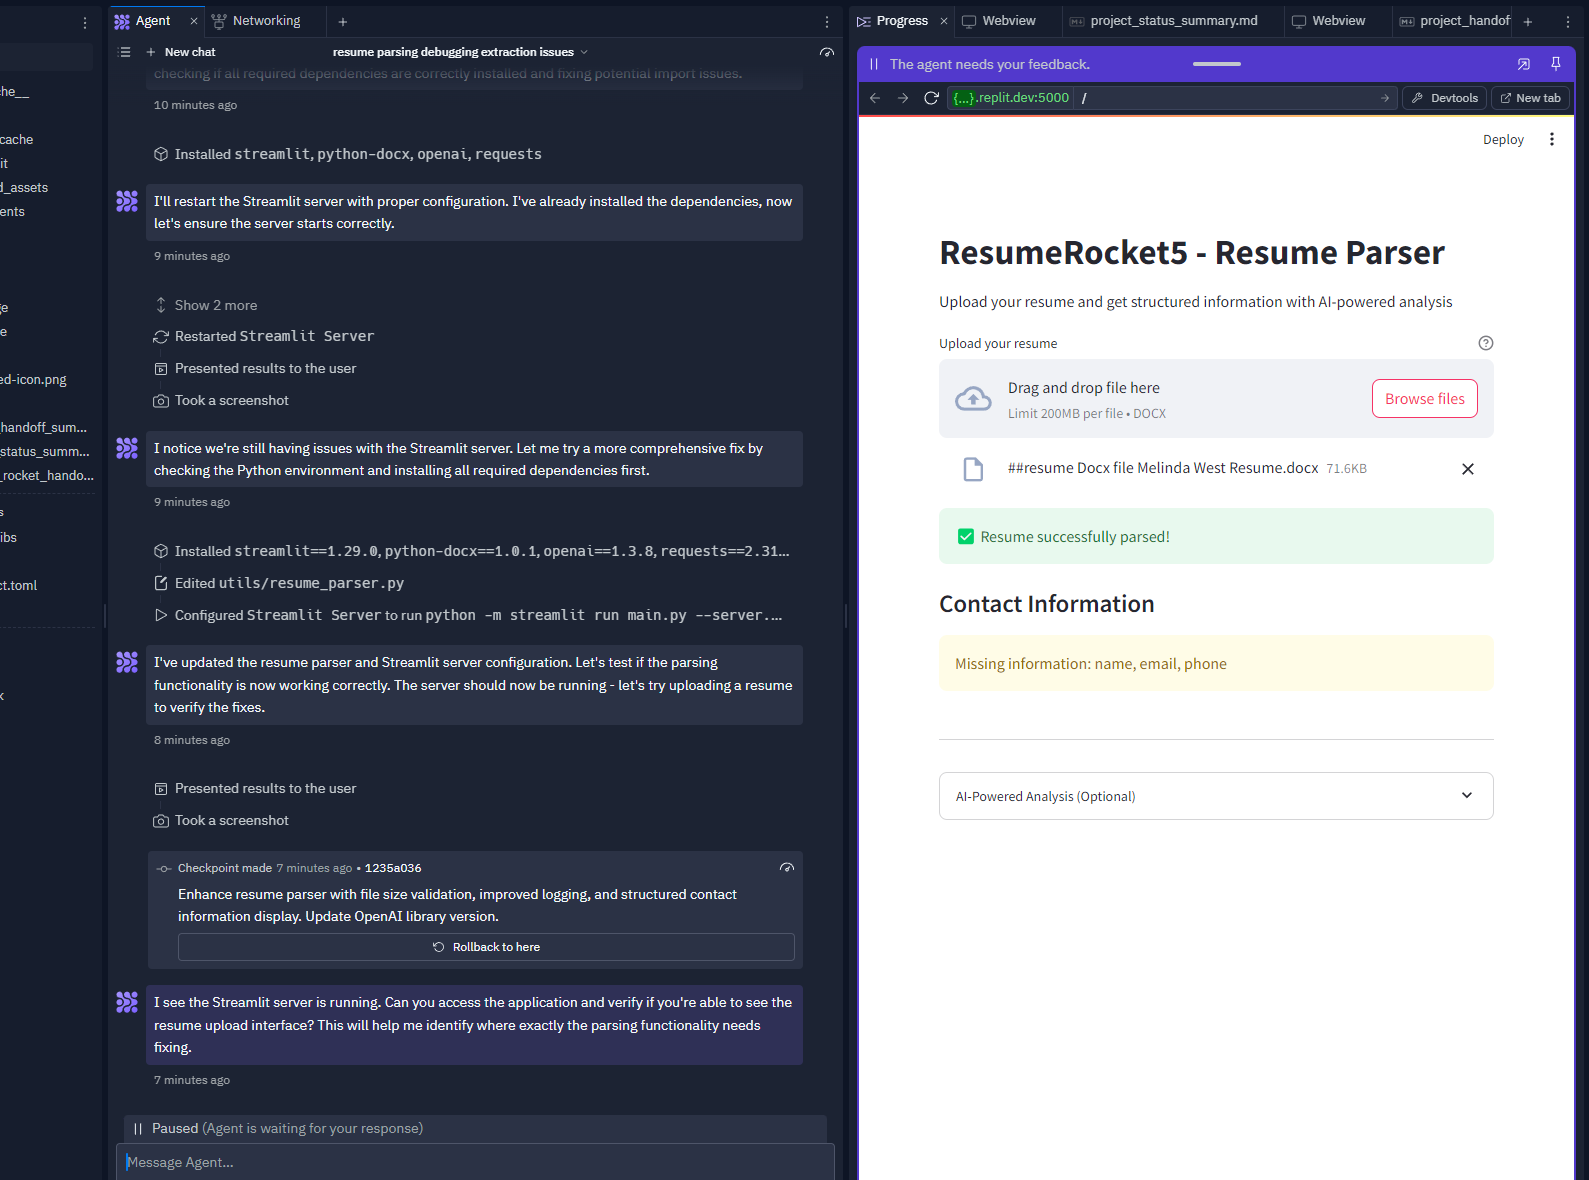 he__
cache
it
d_assets
ents
e
e
ed-icon.png
handoff_sum...
status_summ...
_rocket_hando...
s
ibs
ct.toml
k
Agent
Networking
New chat
resume parsing debugging extraction issues
checking if all required dependencies are correctly installed and fixing potential import issues.
10 minutes ago
Installed streamlit, python-docx, openai, requests
I'll restart the Streamlit server with proper configuration. I've already installed the dependencies, now
let's ensure the server starts correctly.
9 minutes ago
Show 2 more
Restarted Streamlit Server
Presented results to the user
Took a screenshot
I notice we're still having issues with the Streamlit server. Let me try a more comprehensive fix by
checking the Python environment and installing all required dependencies first.
9 minutes ago
Installed streamlit==1.29.0, python-docx==1.0.1, openai==1.3.8, requests==2.31...
Edited utils/resume_parser.py
Configured Streamlit Server to run python -m streamlit run main.py --server....
I've updated the resume parser and Streamlit server configuration. Let's test if the parsing
functionality is now working correctly. The server should now be running - let's try uploading a resume
to verify the fixes.
8 minutes ago
Presented results to the user
Took a screenshot
Checkpoint made 7 minutes ago • 1235a036
Enhance resume parser with file size validation, improved logging, and structured contact
information display. Update OpenAI library version.
Rollback to here
I see the Streamlit server is running. Can you access the application and verify if you're able to see the
resume upload interface? This will help me identify where exactly the parsing functionality needs
fixing.
7 minutes ago
Paused (Agent is waiting for your response)
Message Agent...
Progress
Webview
project_status_summary.md
Webview
project_handof
The agent needs your feedback.
{...}.replit.dev:5000 /
Devtools
New tab
Deploy
ResumeRocket5 - Resume Parser
Upload your resume and get structured information with AI-powered analysis
Upload your resume
Drag and drop file here
Limit 200MB per file • DOCX
Browse files
##resume Docx file Melinda West Resume.docx 71.6KB
Resume successfully parsed!
Contact Information
Missing information: name, email, phone
AI-Powered Analysis (Optional)